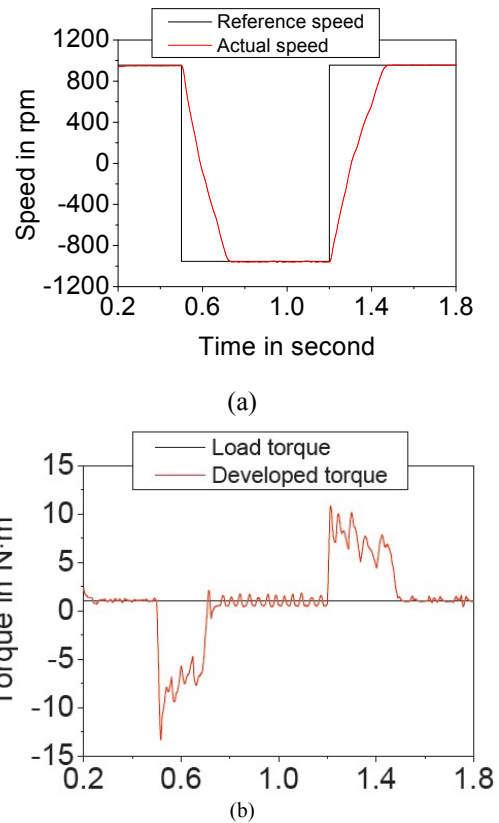 Reference speed
Actual speed
1200
800
400
0
-400
-800
-1200
Speed in rpm
0.2 0.6 1.0 1.4 1.8
Time in second
(a)
Load torque
Developed torque
15
10
5
0
-5
-10
-15
Torque in N·m
0.2 0.6 1.0 1.4 1.8
(b)